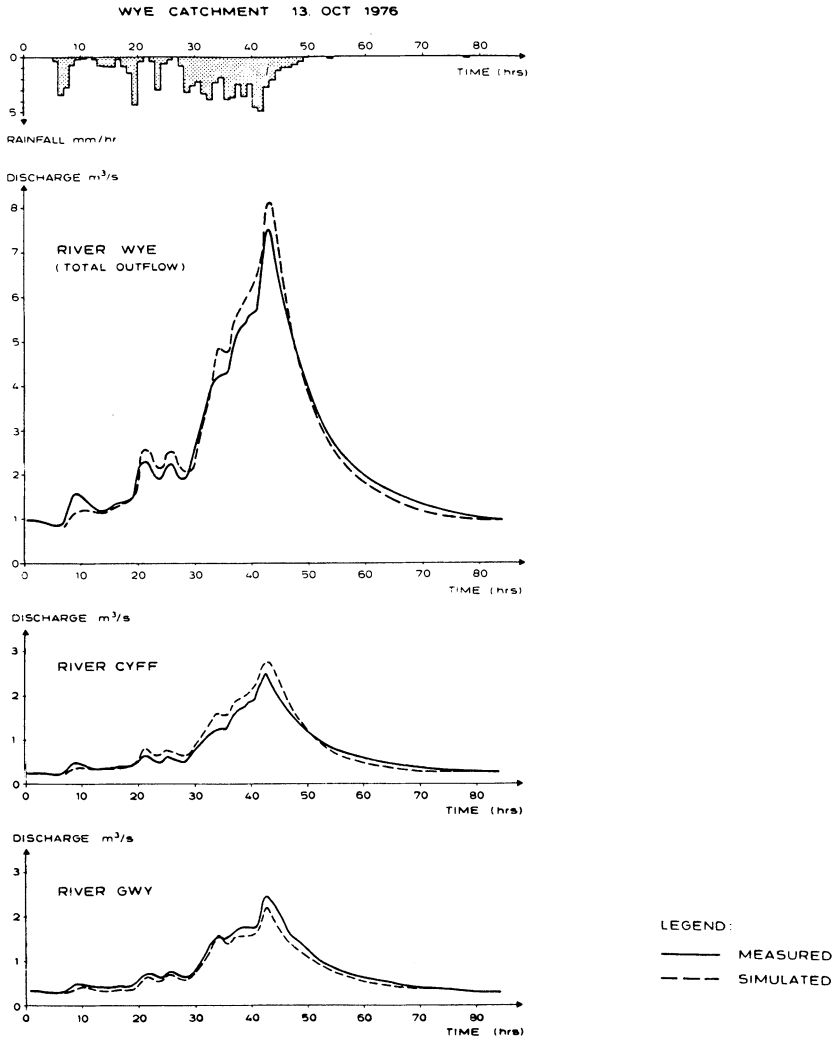 WYE CATCHMENT 13. OCT 1976
0 10 20 30 40 50 60 70 80
0
TIME (hrs)
5
RAINFALL mm/hr
DISCHARGE m³/s
8
RIVER WYE
(TOTAL OUTFLOW)
7
6
5
4
3
2
1
0
0 10 20 30 40 50 60 70 80
TIME (hrs)
DISCHARGE m³/s
3
RIVER CYFF
2
1
0
0 10 20 30 40 50 60 70 80
TIME (hrs)
DISCHARGE m³/s
3
RIVER GWY
2
1
0
0 10 20 30 40 50 60 70 80
TIME (hrs)
LEGEND:
MEASURED
SIMULATED